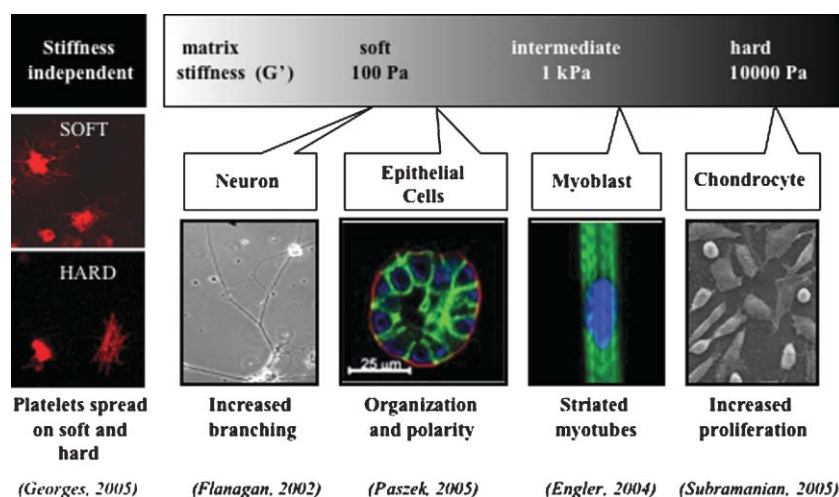 Stiffness
independent
matrix
stiffness (G')
soft
100 Pa
intermediate
1 kPa
hard
10000 Pa
SOFT
HARD
Neuron
Epithelial
Cells
Myoblast
Chondrocyte
25 µm
Platelets spread
on soft and
hard
Increased
branching
Organization
and polarity
Striated
myotubes
Increased
proliferation
(Georges, 2005)
(Flanagan, 2002)
(Paszek, 2005)
(Engler, 2004)
(Subramanian, 2005)